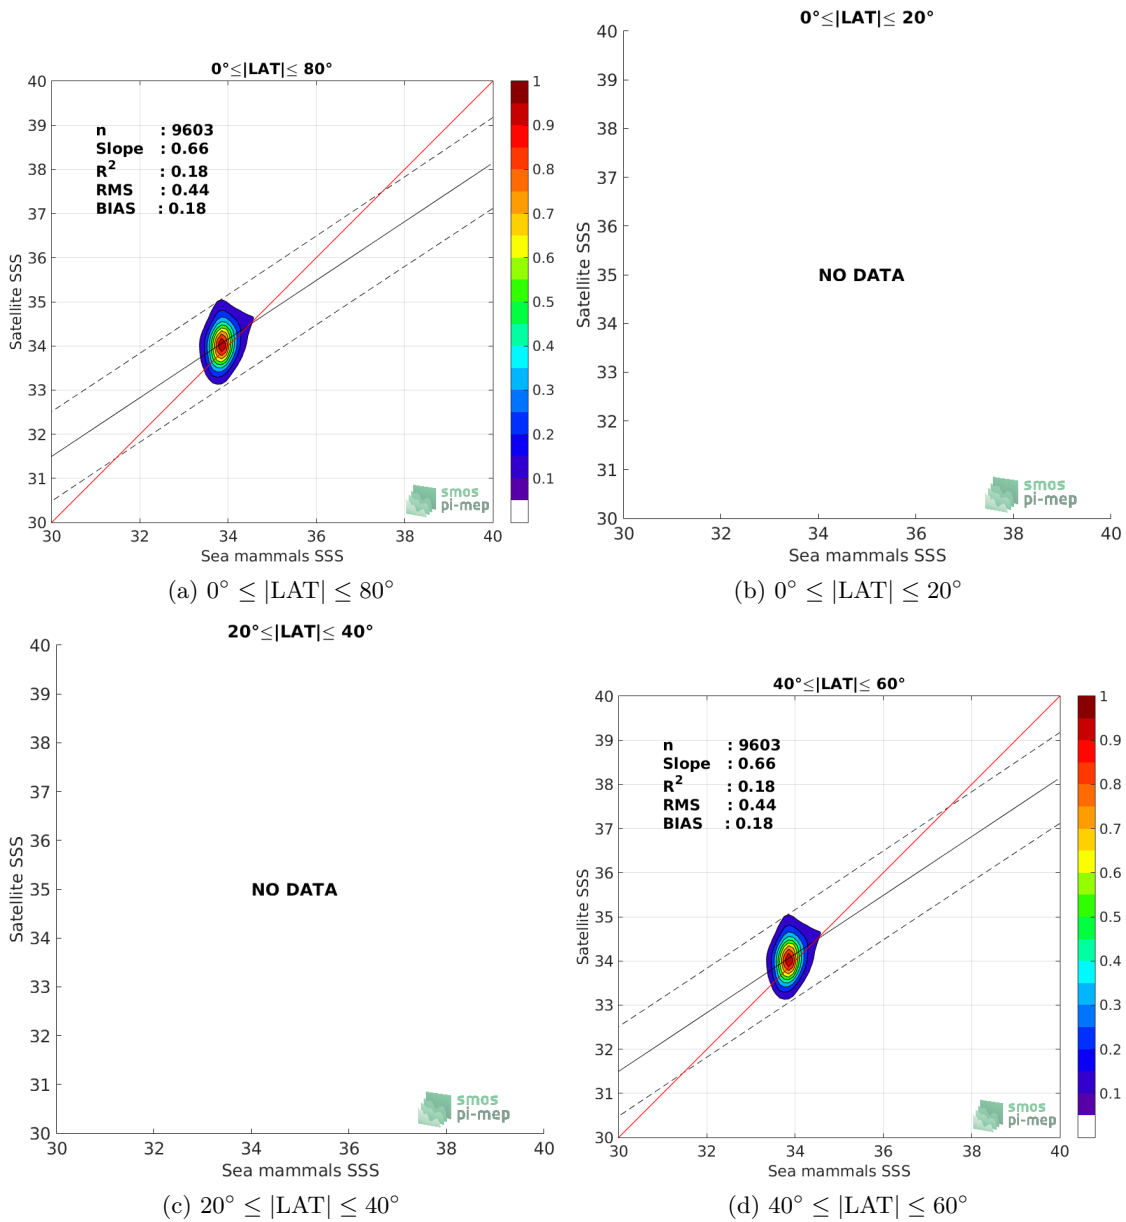 0°≤|LAT|≤ 80°
40
39
38
37
36
35
34
33
32
31
30
Satellite SSS
n : 9603
Slope : 0.66
R² : 0.18
RMS : 0.44
BIAS : 0.18
smos
pi-mep
30 32 34 36 38 40
Sea mammals SSS
1
0.9
0.8
0.7
0.6
0.5
0.4
0.3
0.2
0.1
(a) 0° ≤ |LAT| ≤ 80°
0°≤|LAT|≤ 20°
40
39
38
37
36
35
34
33
32
31
30
Satellite SSS
NO DATA
smos
pi-mep
30 32 34 36 38 40
Sea mammals SSS
(b) 0° ≤ |LAT| ≤ 20°
20°≤|LAT|≤ 40°
40
39
38
37
36
35
34
33
32
31
30
Satellite SSS
NO DATA
smos
pi-mep
30 32 34 36 38 40
Sea mammals SSS
(c) 20° ≤ |LAT| ≤ 40°
40°≤|LAT|≤ 60°
40
39
38
37
36
35
34
33
32
31
30
Satellite SSS
n : 9603
Slope : 0.66
R² : 0.18
RMS : 0.44
BIAS : 0.18
smos
pi-mep
30 32 34 36 38 40
Sea mammals SSS
1
0.9
0.8
0.7
0.6
0.5
0.4
0.3
0.2
0.1
(d) 40° ≤ |LAT| ≤ 60°